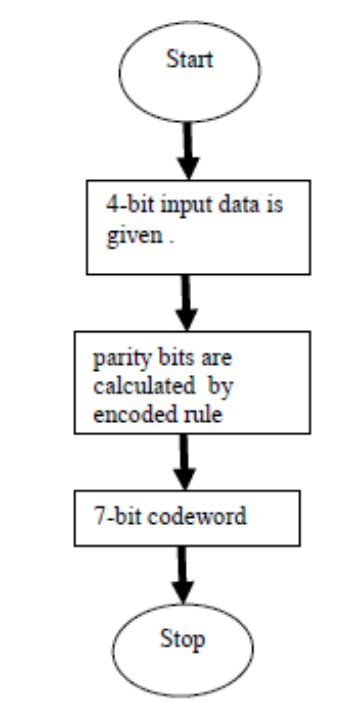 Start
4-bit input data is
given .
parity bits are
calculated by
encoded rule
7-bit codeword
Stop